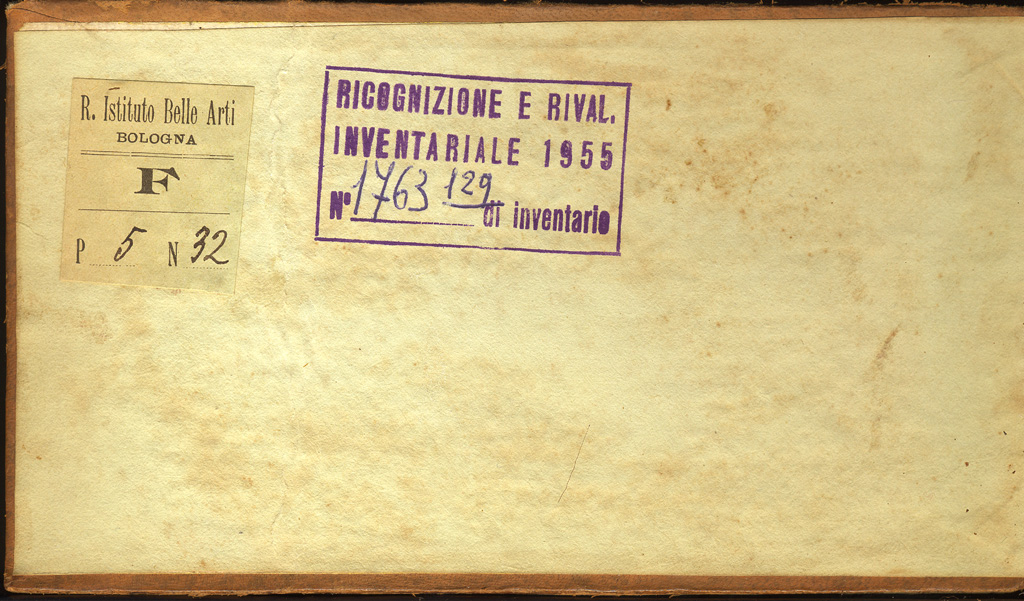 R. Istituto Belle Arti
BOLOGNA
F
P 5 N 32
RICOGNIZIONE E RIVAL.
INVENTARIALE 1955
N° 1763 129 di inventario